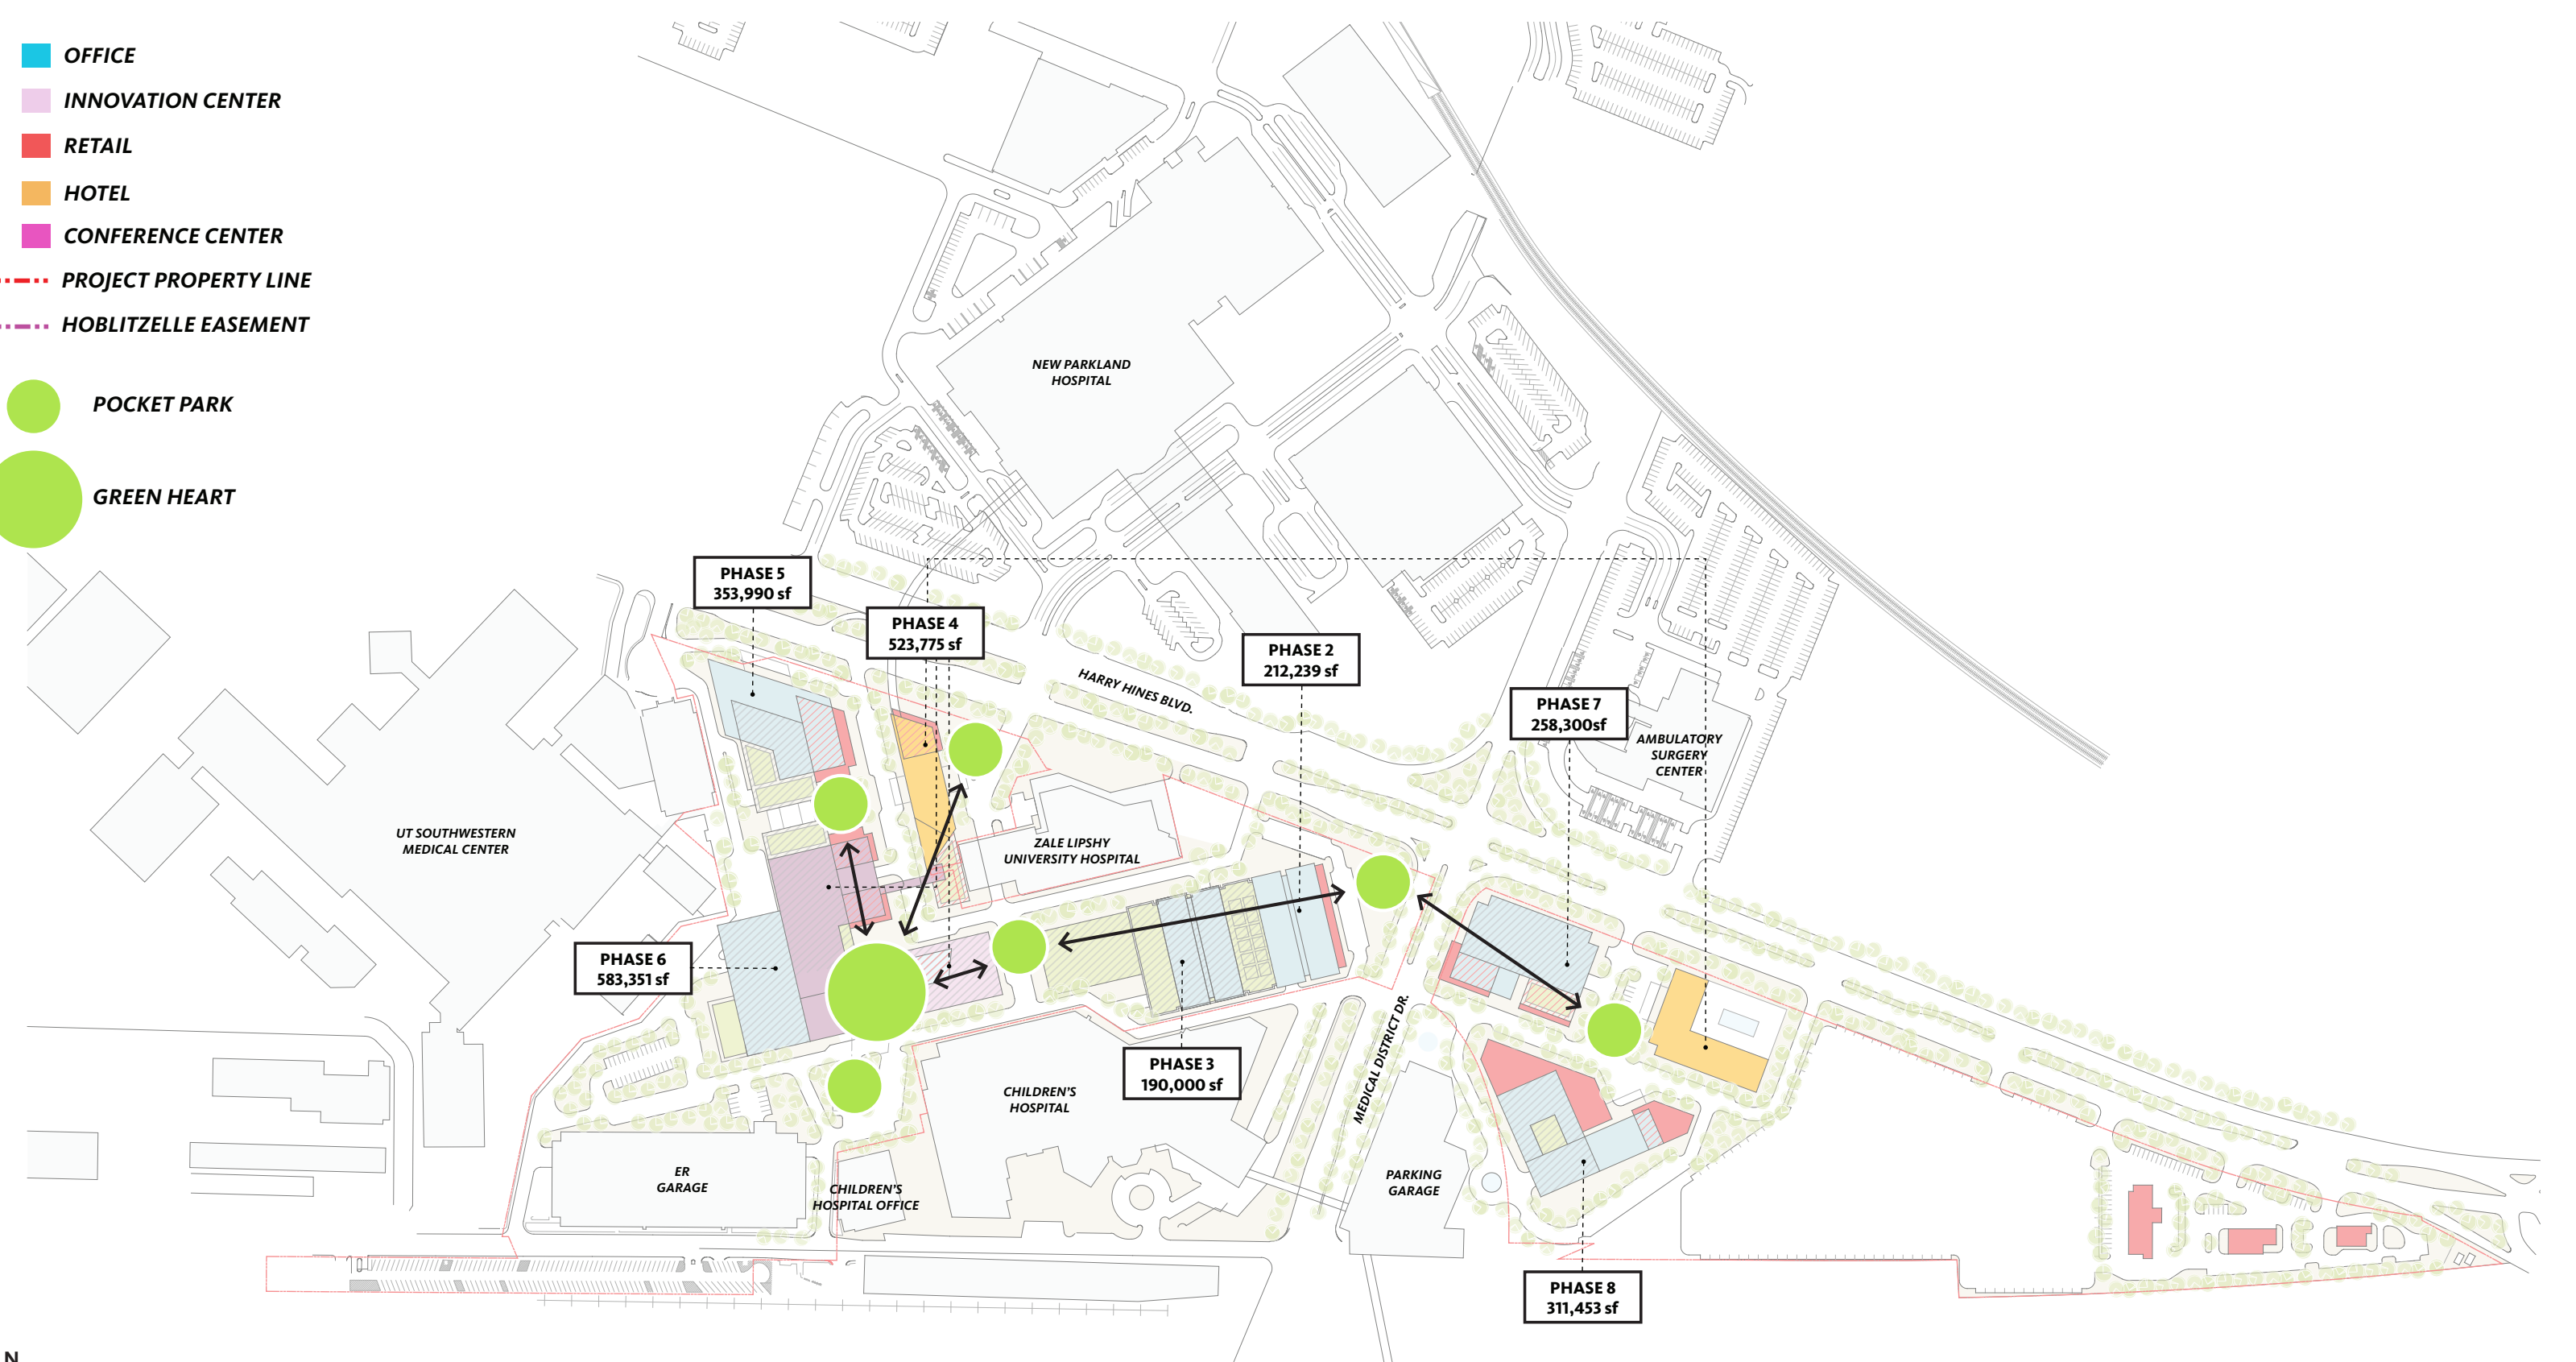 OFFICE
INNOVATION CENTER
RETAIL
HOTEL
CONFERENCE CENTER
PROJECT PROPERTY LINE
HOBLITZELLE EASEMENT
POCKET PARK
GREEN HEART
NEW PARKLAND
HOSPITAL
PHASE 5
353,990 sf
PHASE 4
523,775 sf
PHASE 2
212,239 sf
HARRY HINES BLVD.
PHASE 7
258,300sf
AMBULATORY
SURGERY
CENTER
UT SOUTHWESTERN
MEDICAL CENTER
ZALE LIPSHY
UNIVERSITY HOSPITAL
PHASE 6
583,351 sf
PHASE 3
190,000 sf
MEDICAL DISTRICT DR.
CHILDREN'S
HOSPITAL
ER
GARAGE
CHILDREN'S
HOSPITAL OFFICE
PARKING
GARAGE
PHASE 8
311,453 sf
N